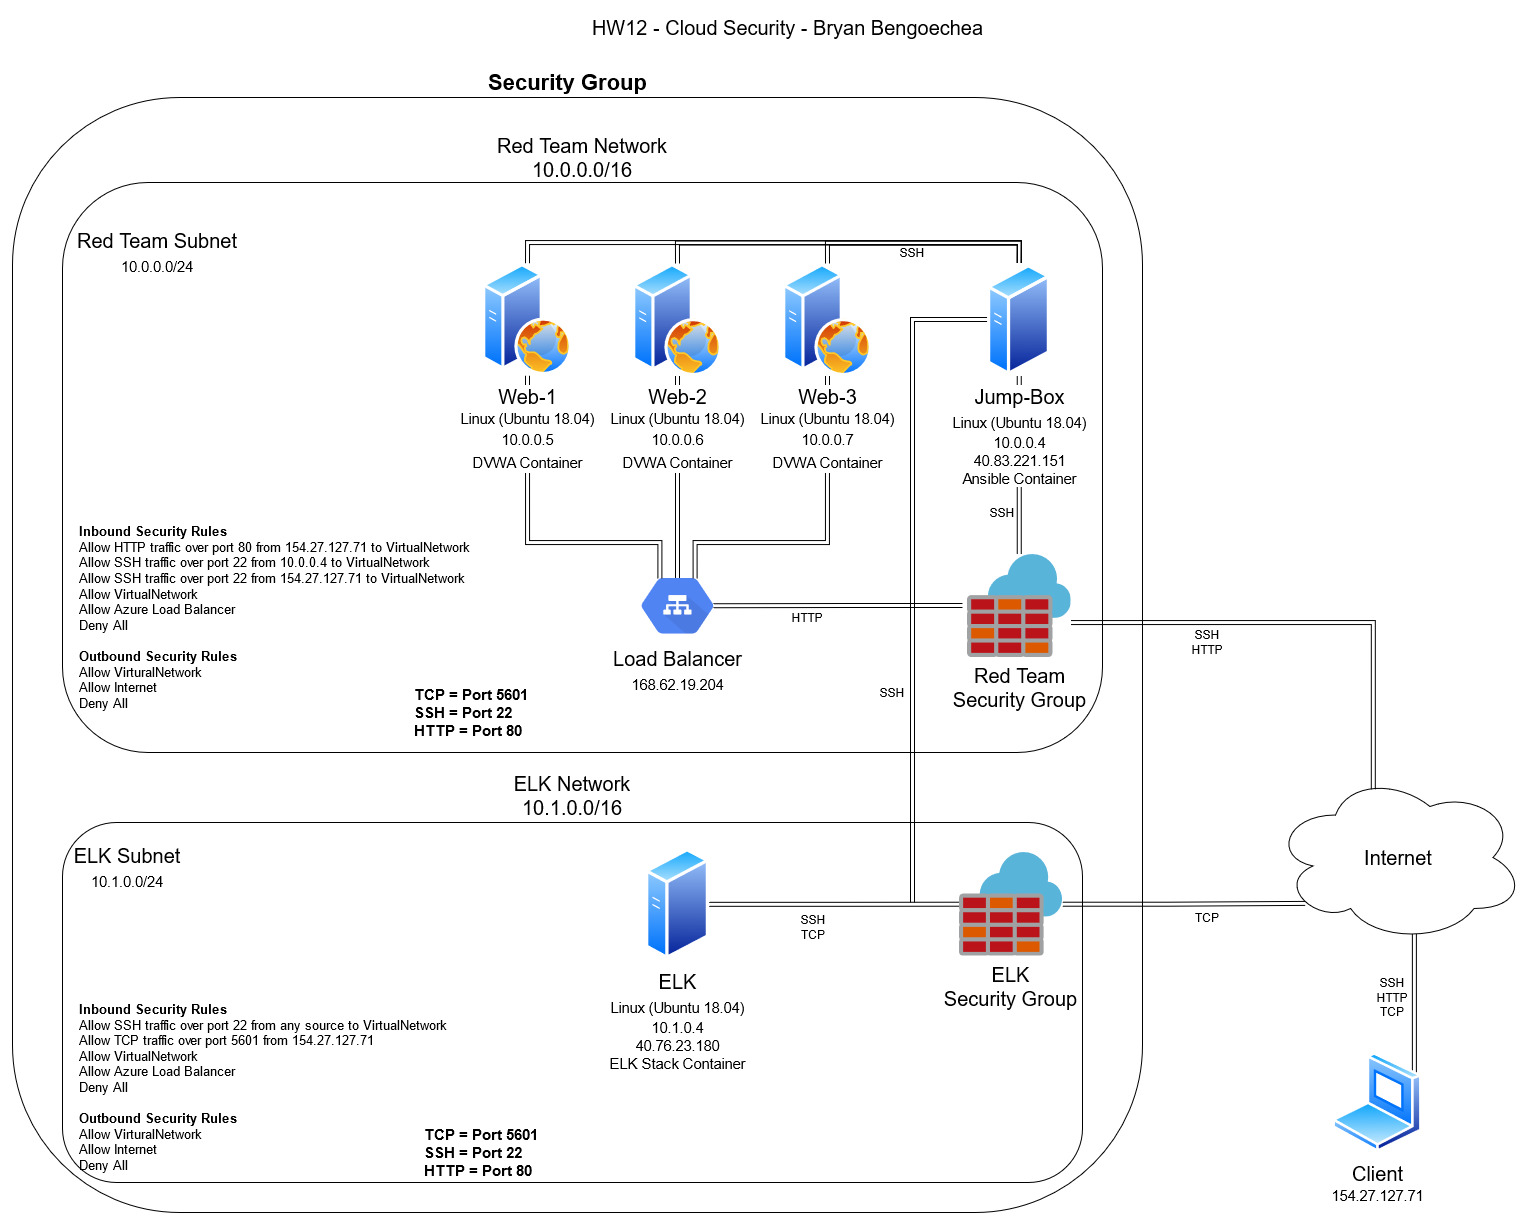 HW12 - Cloud Security - Bryan Bengoechea
Security Group
Red Team Network
10.0.0.0/16
Red Team Subnet
10.0.0.0/24
SSH
Web-1
Linux (Ubuntu 18.04)
10.0.0.5
DVWA Container
Web-2
Linux (Ubuntu 18.04)
10.0.0.6
DVWA Container
Web-3
Linux (Ubuntu 18.04)
10.0.0.7
DVWA Container
Jump-Box
Linux (Ubuntu 18.04)
10.0.0.4
40.83.221.151
Ansible Container
SSH
Inbound Security Rules
Allow HTTP traffic over port 80 from 154.27.127.71 to VirtualNetwork
Allow SSH traffic over port 22 from 10.0.0.4 to VirtualNetwork
Allow SSH traffic over port 22 from 154.27.127.71 to VirtualNetwork
Allow VirtualNetwork
Allow Azure Load Balancer
Deny All
Outbound Security Rules
Allow VirturalNetwork
Allow Internet
Deny All
HTTP
Load Balancer
168.62.19.204
TCP = Port 5601
SSH = Port 22
HTTP = Port 80
Red Team
Security Group
SSH
HTTP
SSH
ELK Network
10.1.0.0/16
ELK Subnet
10.1.0.0/24
Internet
SSH
TCP
TCP
ELK
Linux (Ubuntu 18.04)
10.1.0.4
40.76.23.180
ELK Stack Container
ELK
Security Group
SSH
HTTP
TCP
Inbound Security Rules
Allow SSH traffic over port 22 from any source to VirtualNetwork
Allow TCP traffic over port 5601 from 154.27.127.71
Allow VirtualNetwork
Allow Azure Load Balancer
Deny All
Outbound Security Rules
Allow VirturalNetwork
Allow Internet
Deny All
TCP = Port 5601
SSH = Port 22
HTTP = Port 80
Client
154.27.127.71